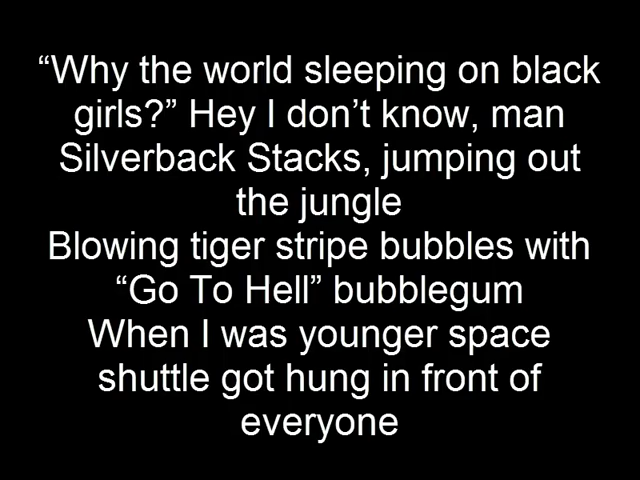 “Why the world sleeping on black
girls?” Hey I don’t know, man
Silverback Stacks, jumping out
the jungle
Blowing tiger stripe bubbles with
“Go To Hell” bubblegum
When I was younger space
shuttle got hung in front of
everyone